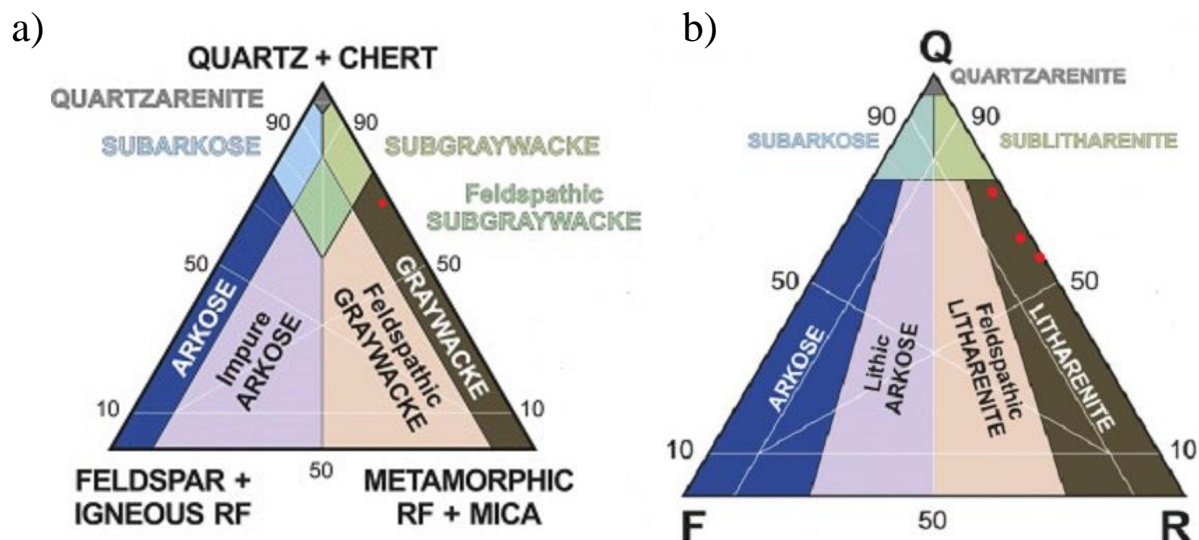 a)
QUARTZ + CHERT
QUARTZARENITE
90
90
SUBARKOSE
SUBGRAYWACKE
Feldspathic
SUBGRAYWACKE
50
50
ARKOSE
Impure
ARKOSE
Feldspathic
GRAYWACKE
GRAYWACKE
10
10
50
FELDSPAR +
IGNEOUS RF
METAMORPHIC
RF + MICA
b)
Q
QUARTZARENITE
90
90
SUBARKOSE
SUBLITHARENITE
50
50
ARKOSE
Lithic
ARKOSE
Feldspathic
LITHARENITE
LITHARENITE
10
10
F
50
R